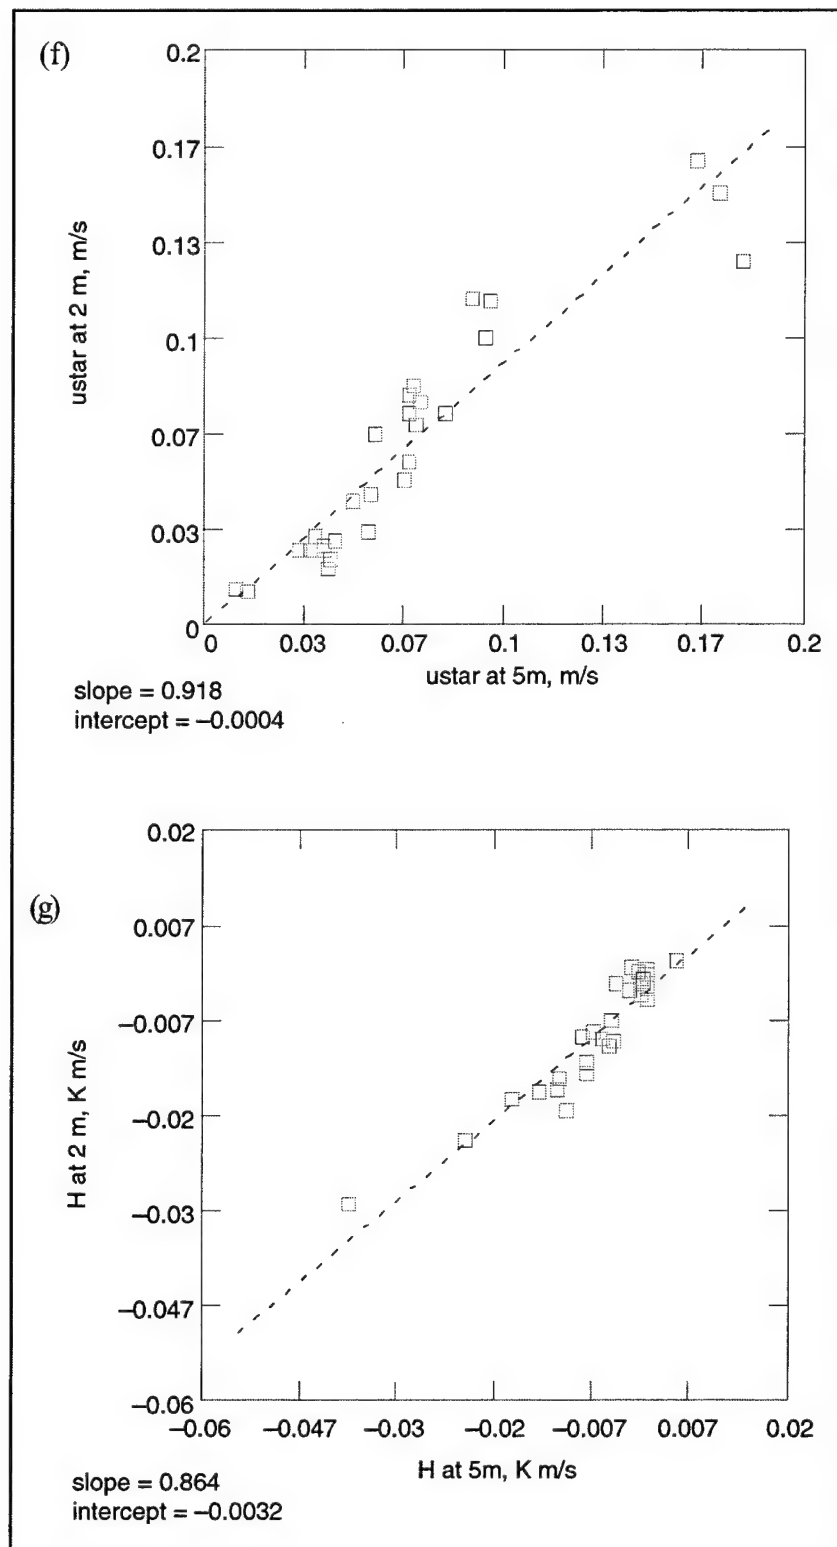 (f)
0.2
0.17
0.13
0.1
0.07
0.03
0
ustar at 2 m, m/s
0 0.03 0.07 0.1 0.13 0.17 0.2
ustar at 5m, m/s
slope = 0.918
intercept = –0.0004
(g)
0.02
0.007
–0.007
–0.02
–0.03
–0.047
–0.06
H at 2 m, K m/s
–0.06 –0.047 –0.03 –0.02 –0.007 0.007 0.02
H at 5m, K m/s
slope = 0.864
intercept = –0.0032